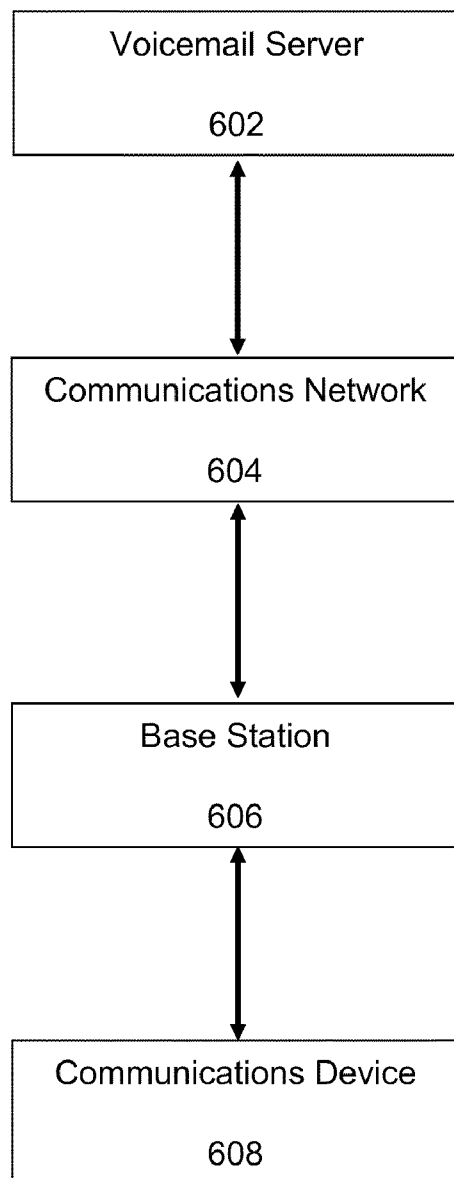 Voicemail Server
602
Communications Network
604
Base Station
606
Communications Device
608